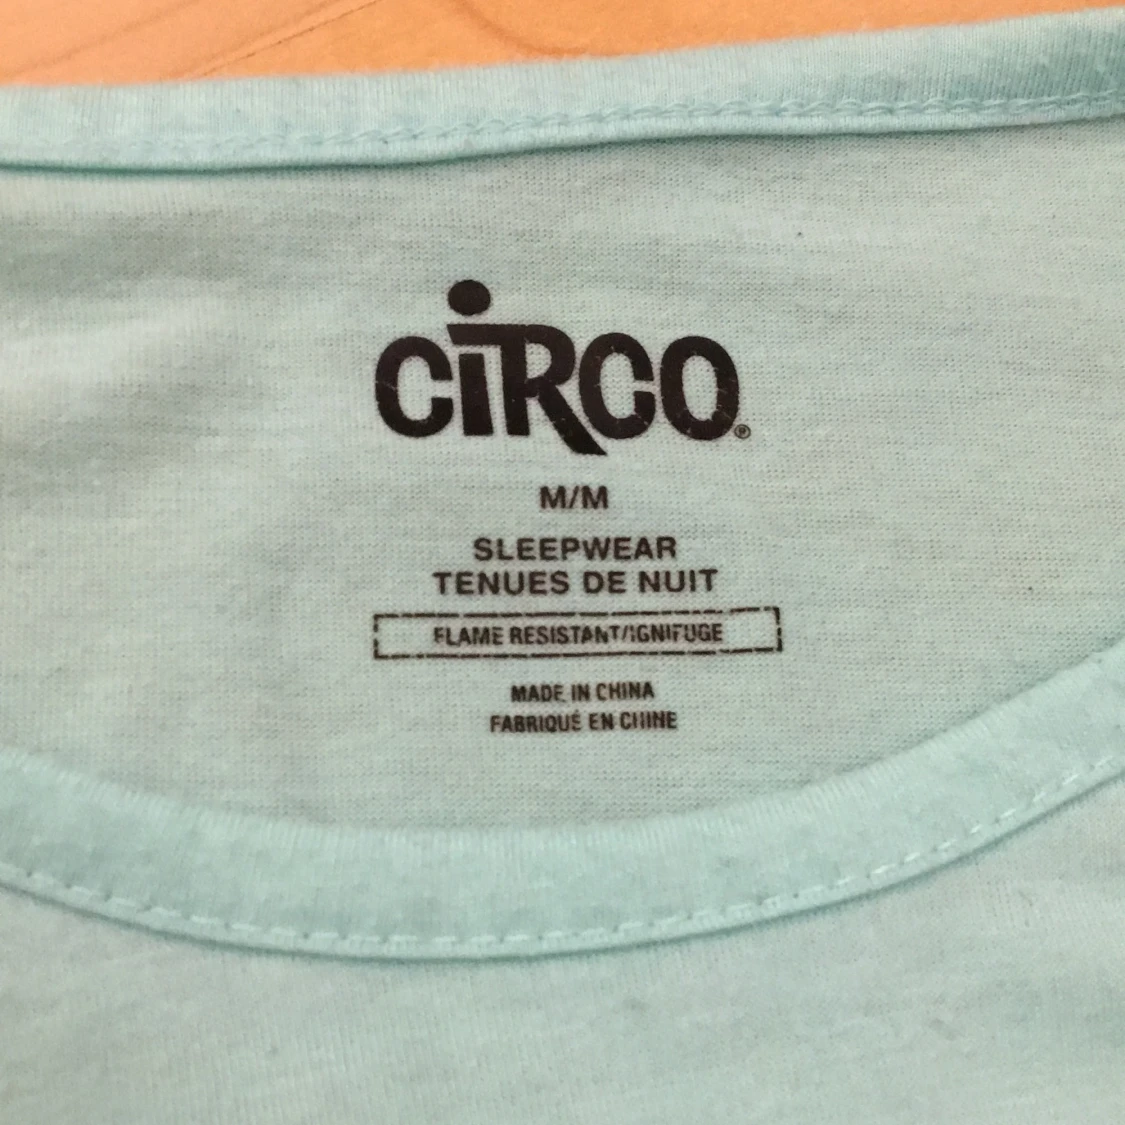 CiRCO®
M/M
SLEEPWEAR
TENUES DE NUIT
FLAME RESISTANT/IGNIFUGE
MADE IN CHINA
FABRIQUÉ EN CHINE